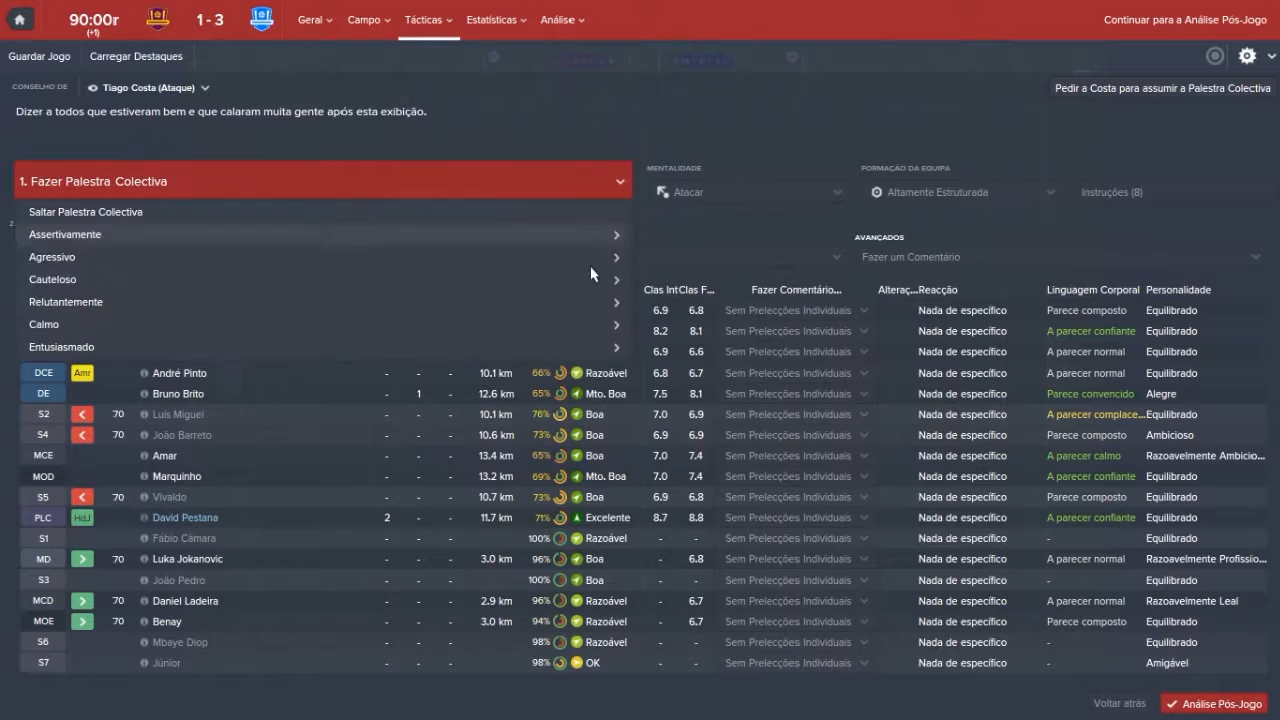 90:00r
(+1)
1 - 3
Geral
Campo
Tácticas
Estatísticas
Análise
Continuar para a Análise Pós-Jogo
Guardar Jogo
Carregar Destaques
CONSELHO DE
Tiago Costa (Ataque)
Pedir a Costa para assumir a Palestra Colectiva
Dizer a todos que estiveram bem e que calaram muita gente após esta exibição.
1. Fazer Palestra Colectiva
MENTALIDADE
FORMAÇÃO DA EQUIPA
Atacar
Altamente Estruturada
Instruções (8)
Saltar Palestra Colectiva
Assertivamente
Agressivo
Cauteloso
Relutantemente
Calmo
Entusiasmado
AVANÇADOS
Fazer um Comentário
Clas Int Clas F... Fazer Comentário... Alteraç... Reacção Linguagem Corporal Personalidade
6.9 6.8 Sem Prelecções Individuais Nada de específico Parece composto Equilibrado
8.2 8.1 Sem Prelecções Individuais Nada de específico A parecer confiante Equilibrado
6.9 6.6 Sem Prelecções Individuais Nada de específico A parecer normal Equilibrado
DCE Amr André Pinto - - - 10.1 km 66% Razoável 6.8 6.7 Sem Prelecções Individuais Nada de específico A parecer normal Equilibrado
DE Bruno Brito - 1 - 12.6 km 65% Mto. Boa 7.5 8.1 Sem Prelecções Individuais Nada de específico Parece convencido Alegre
S2 70 Luís Miguel - - - 10.1 km 76% Boa 7.0 6.9 Sem Prelecções Individuais Nada de específico A parecer complace... Equilibrado
S4 70 João Barreto - - - 10.6 km 73% Boa 6.9 6.9 Sem Prelecções Individuais Nada de específico Parece composto Ambicioso
MCE Amar - - - 13.4 km 65% Boa 7.0 7.4 Sem Prelecções Individuais Nada de específico A parecer calmo Razoavelmente Ambicio...
MOD Marquinho - - - 13.2 km 69% Mto. Boa 7.0 7.4 Sem Prelecções Individuais Nada de específico A parecer confiante Equilibrado
S5 70 Vivaldo - - - 10.7 km 73% Boa 6.9 6.8 Sem Prelecções Individuais Nada de específico Parece composto Equilibrado
PLC HdJ David Pestana 2 - - 11.7 km 71% Excelente 8.7 8.8 Sem Prelecções Individuais Nada de específico A parecer confiante Equilibrado
S1 Fábio Câmara 100% Razoável - - Sem Prelecções Individuais Nada de específico - Equilibrado
MD 70 Luka Jokanovic - - - 3.0 km 96% Boa - 6.8 Sem Prelecções Individuais Nada de específico A parecer normal Razoavelmente Profissio...
S3 João Pedro 100% Boa - - Sem Prelecções Individuais Nada de específico - Equilibrado
MCD 70 Daniel Ladeira - - - 2.9 km 96% Razoável - 6.7 Sem Prelecções Individuais Nada de específico A parecer normal Razoavelmente Leal
MOE 70 Benay - - - 3.0 km 94% Razoável - 6.7 Sem Prelecções Individuais Nada de específico Parece composto Equilibrado
S6 Mbaye Diop 98% Razoável - - Sem Prelecções Individuais Nada de específico - Equilibrado
S7 Júnior 98% OK - - Sem Prelecções Individuais Nada de específico - Amigável
Voltar atrás
Análise Pós-Jogo